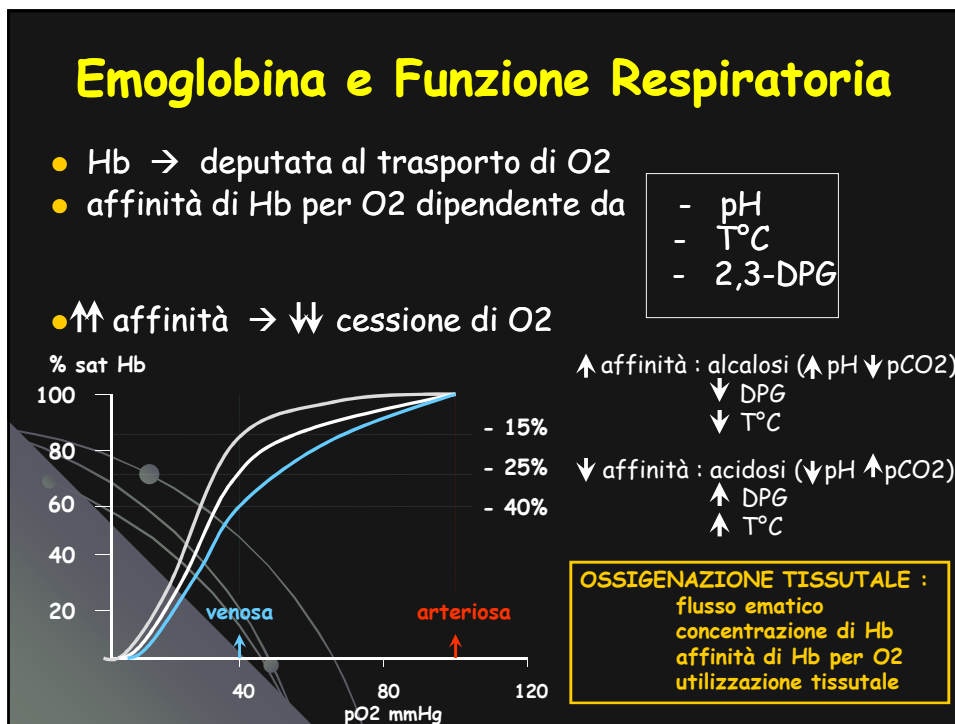 Emoglobina e Funzione Respiratoria
● Hb → deputata al trasporto di O2
● affinità di Hb per O2 dipendente da
- pH
- T°C
- 2,3-DPG
●↑↑ affinità → ↓↓ cessione di O2
% sat Hb
100
80
60
40
20
- 15%
- 25%
- 40%
venosa
arteriosa
40
80
120
pO2 mmHg
↑ affinità : alcalosi (↑ pH ↓ pCO2)
↓ DPG
↓ T°C
↓ affinità : acidosi (↓pH ↑pCO2)
↑ DPG
↑ T°C
OSSIGENAZIONE TISSUTALE :
flusso ematico
concentrazione di Hb
affinità di Hb per O2
utilizzazione tissutale